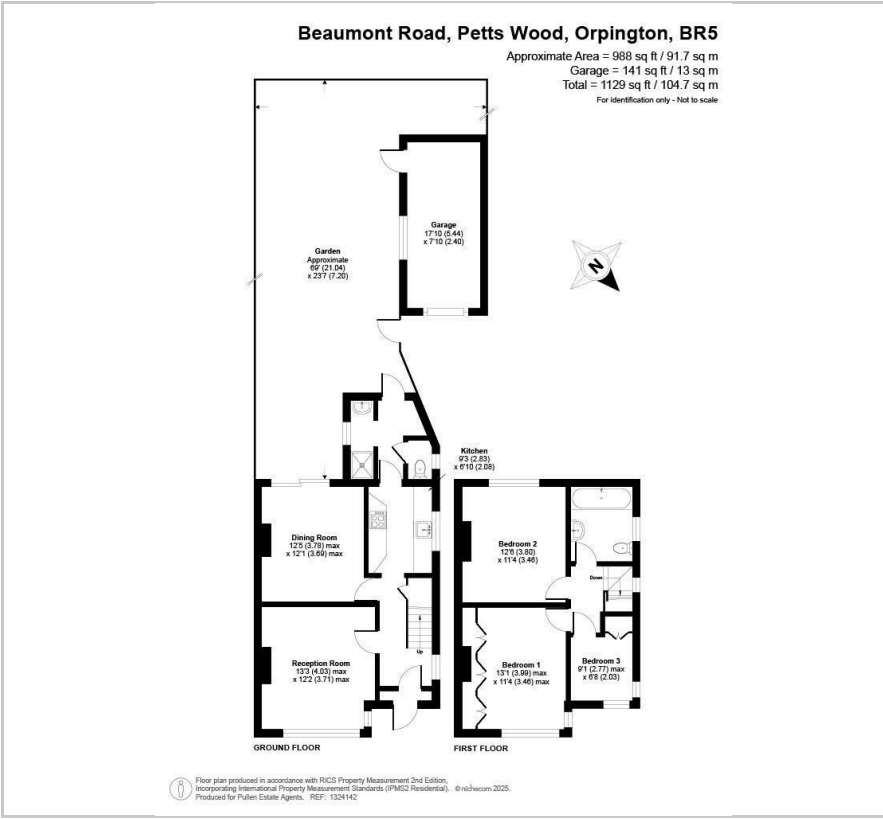 Beaumont Road, Petts Wood, Orpington, BR5
Approximate Area = 988 sq ft / 91.7 sq m
Garage = 141 sq ft / 13 sq m
Total = 1129 sq ft / 104.7 sq m
For identification only - Not to scale
Garage
17'10 (5.44)
x 7'10 (2.40)
Garden
Approximate
69' (21.04)
x 23'7 (7.20)
N
Kitchen
9'3 (2.83)
x 6'10 (2.08)
Dining Room
12'5 (3.78) max
x 12'1 (3.69) max
Reception Room
13'3 (4.03) max
x 12'2 (3.71) max
Up
GROUND FLOOR
Bedroom 2
12'6 (3.80)
x 11'4 (3.46)
Down
Bedroom 1
13'1 (3.99) max
x 11'4 (3.46) max
Bedroom 3
9'1 (2.77) max
x 6'8 (2.03)
FIRST FLOOR
Floor plan produced in accordance with RICS Property Measurement 2nd Edition,
Incorporating International Property Measurement Standards (IPMS2 Residential). © nichecom 2025.
Produced for Pullen Estate Agents. REF: 1324142